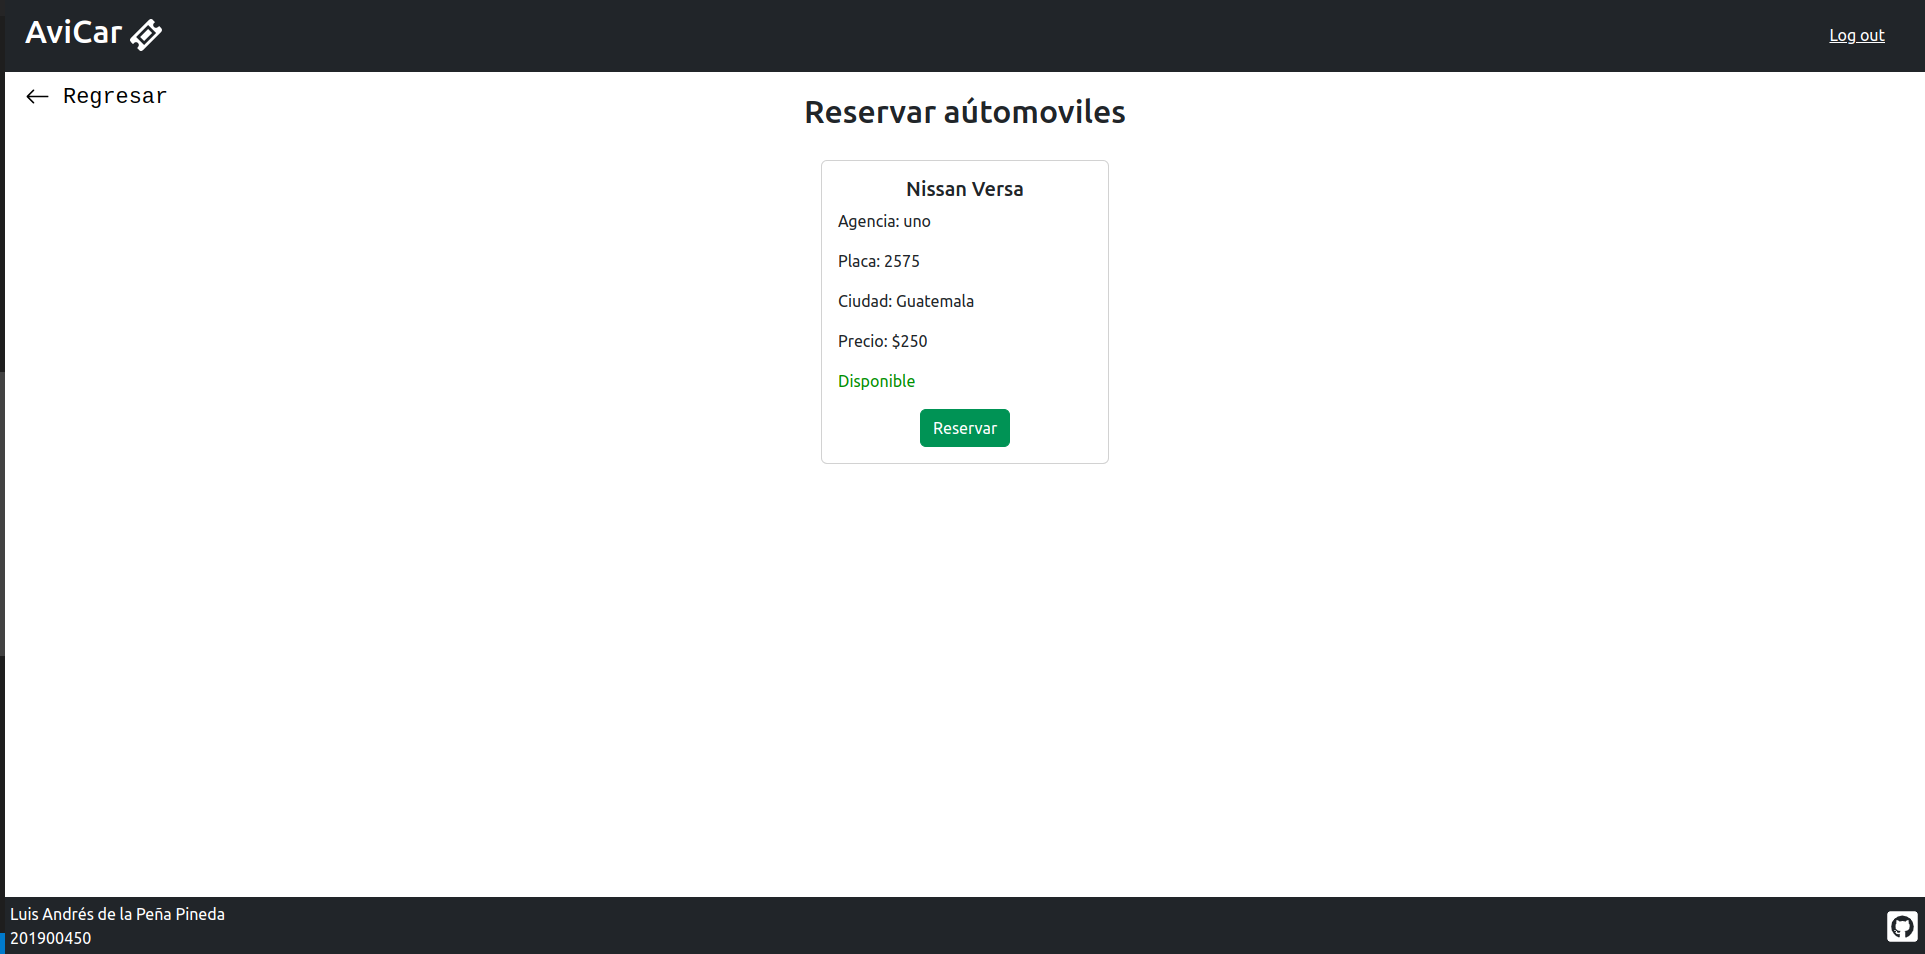 AviCar
Log out
Regresar
Reservar aútomoviles
Nissan Versa
Agencia: uno
Placa: 2575
Ciudad: Guatemala
Precio: $250
Disponible
Reservar
Luis Andrés de la Peña Pineda
201900450